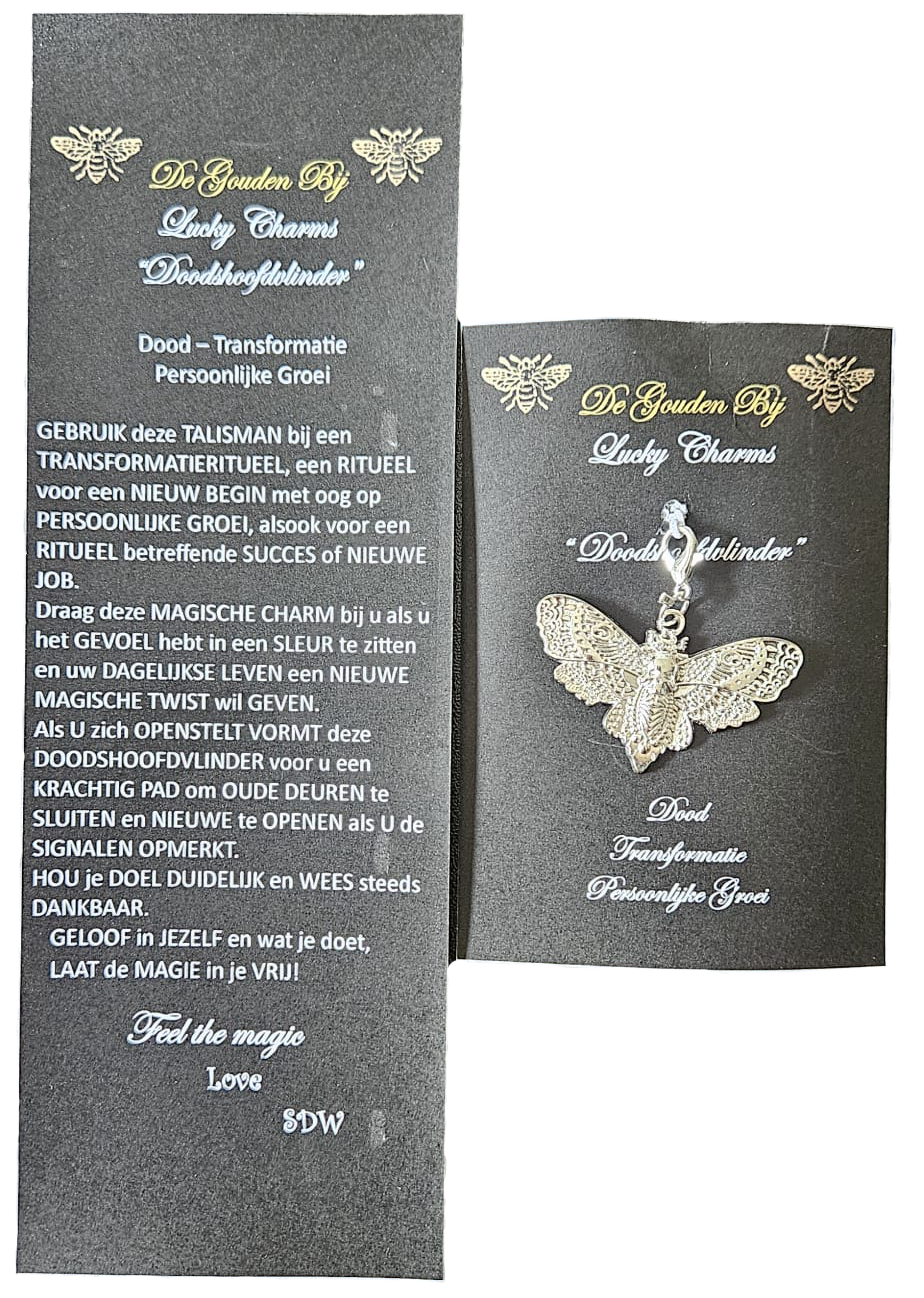 De Gouden Bij
Lucky Charms
“Doodshoofdvlinder”
Dood – Transformatie
Persoonlijke Groei
GEBRUIK deze TALISMAN bij een
TRANSFORMATIERITUEEL, een RITUEEL
voor een NIEUW BEGIN met oog op
PERSOONLIJKE GROEI, alsook voor een
RITUEEL betreffende SUCCES of NIEUWE
JOB.
Draag deze MAGISCHE CHARM bij u als u
het GEVOEL hebt in een SLEUR te zitten
en uw DAGELIJKSE LEVEN een NIEUWE
MAGISCHE TWIST wil GEVEN.
Als U zich OPENSTELT VORMT deze
DOODSHOOFDVLINDER voor u een
KRACHTIG PAD om OUDE DEUREN te
SLUITEN en NIEUWE te OPENEN als U de
SIGNALEN OPMERKT.
HOU je DOEL DUIDELIJK en WEES steeds
DANKBAAR.
GELOOF in JEZELF en wat je doet,
LAAT de MAGIE in je VRIJ!
Feel the magic
Love
SDW
De Gouden Bij
Lucky Charms
“Doodshoofdvlinder”
Dood
Transformatie
Persoonlijke Groei